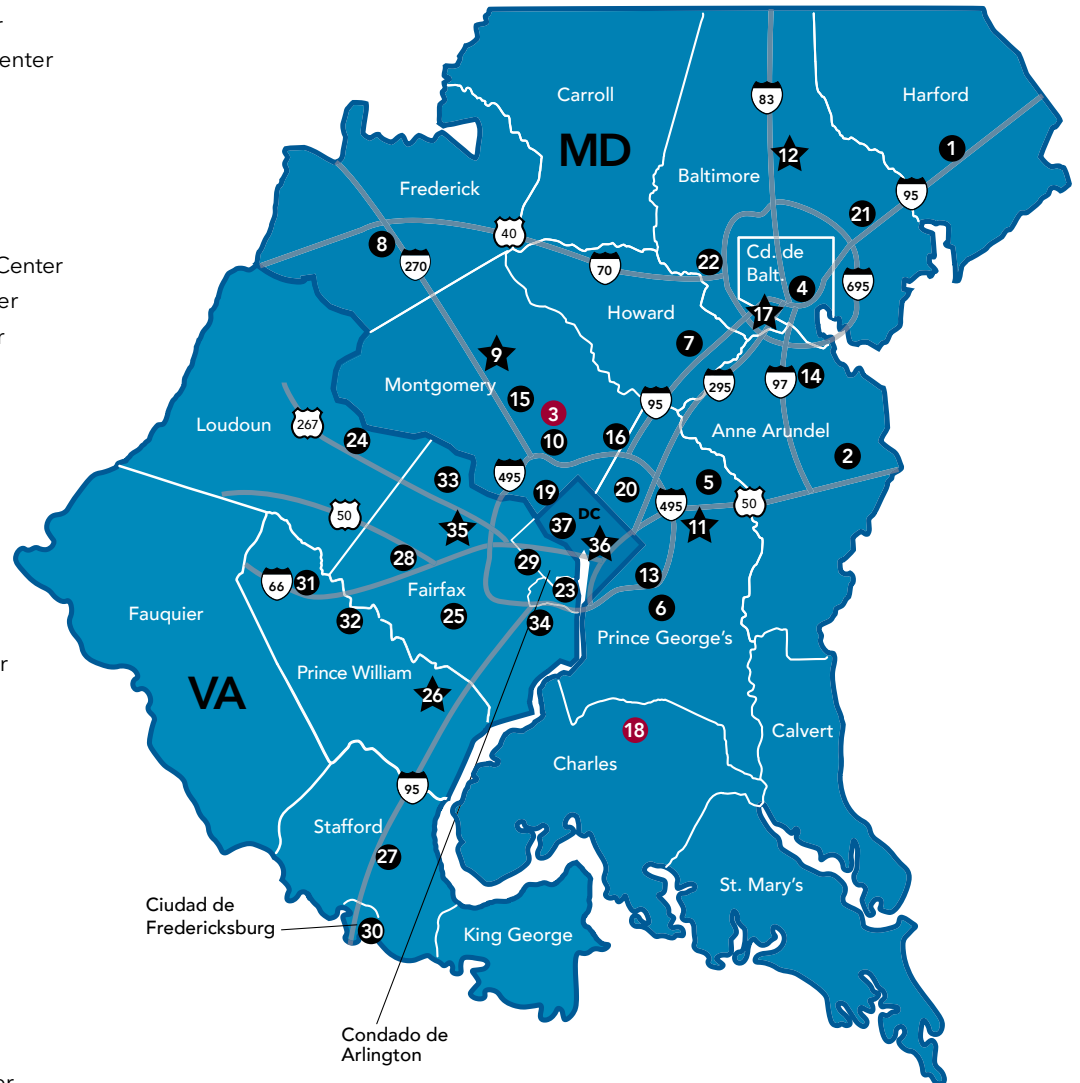 r
enter
Center
er
r
r
er
Carroll
83
Harford
MD
12
1
Baltimore
Frederick
95
21
40
8
270
22
Cd. de
Balt.
70
4
695
Howard
17
7
9
97
14
295
Montgomery
15
95
3
Loudoun
267
24
10
16
Anne Arundel
2
33
495
5
19
20
495
50
50
DC
35
37
11
36
28
29
66
31
Fairfax
23
13
6
Fauquier
32
25
34
Prince George's
Prince William
VA
26
18
Calvert
Charles
95
Stafford
27
St. Mary's
Ciudad de
Fredericksburg
30
King George
Condado de
Arlington